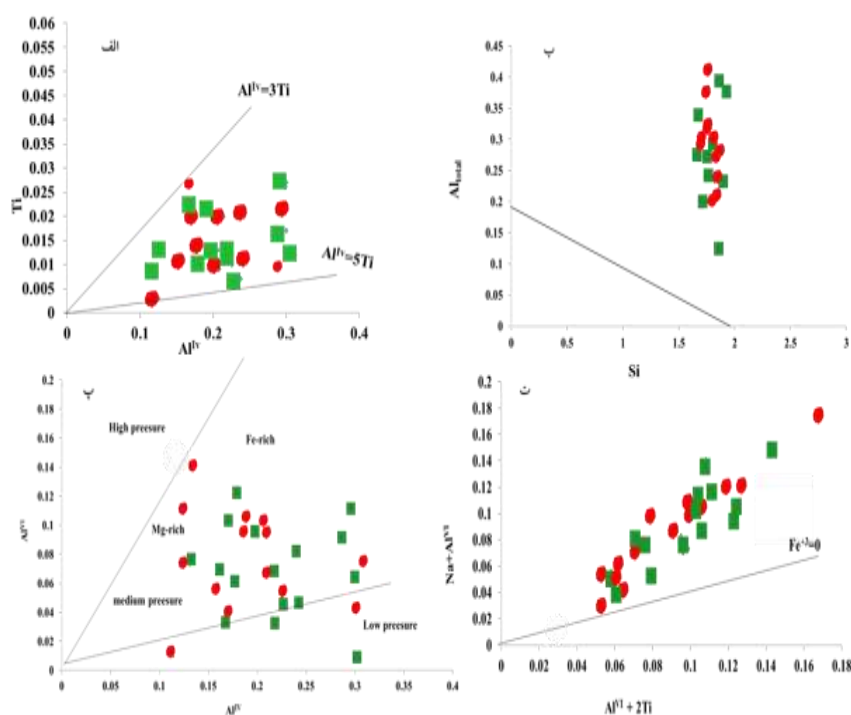 الف
0.06
0.055
0.05
0.045
0.04
0.035
0.03
0.025
0.02
0.015
0.01
0.005
0
Ti
Al^Iv=3Ti
Al^Iv=5Ti
0 0.1 0.2 0.3 0.4
Al^IV
ب
0.45
0.4
0.35
0.3
0.25
0.2
0.15
0.1
0.05
0
Al_total
0 0.5 1 1.5 2 2.5 3
Si
0.2
0.18
0.16
0.14
0.12
0.1
0.08
0.06
0.04
0.02
0
Al^VI
High preesure
Fe-rich
Mg-rich
medium preesure
Low preesure
0 0.05 0.1 0.15 0.2 0.25 0.3 0.35 0.4
Al^IV
0.2
0.18
0.16
0.14
0.12
0.1
0.08
0.06
0.04
0.02
0
Na+Al^VI
Fe^+3=0
0.00 0.02 0.04 0.06 0.08 0.10 0.12 0.14 0.16 0.18
Al^VI + 2Ti